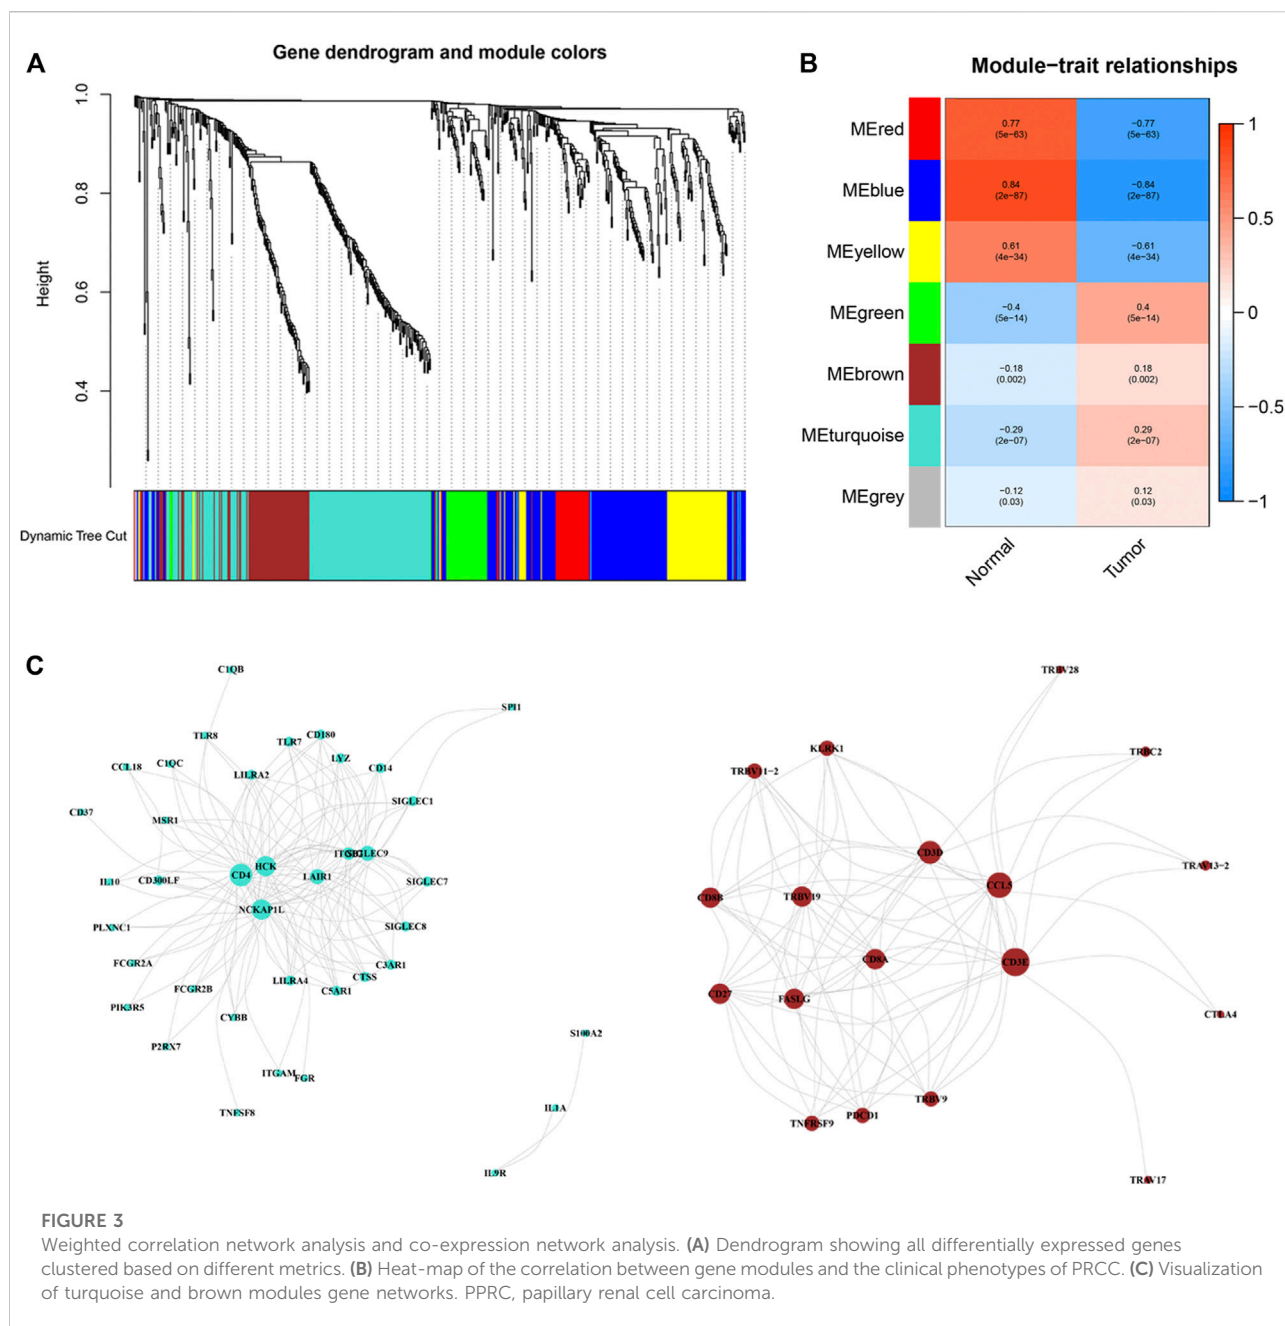 A
Gene dendrogram and module colors
Height
1.0
0.8
0.6
0.4
Dynamic Tree Cut
B
Module−trait relationships
MEred
0.77
(5e−63)
−0.77
(5e−63)
MEblue
0.84
(2e−87)
−0.84
(2e−87)
MEyellow
0.61
(4e−34)
−0.61
(4e−34)
MEgreen
−0.4
(5e−14)
0.4
(5e−14)
MEbrown
−0.18
(0.002)
0.18
(0.002)
MEturquoise
−0.29
(2e−07)
0.29
(2e−07)
MEgrey
−0.12
(0.03)
0.12
(0.03)
Normal
Tumor
1
0.5
0
−0.5
−1
C
C1QB
SPI1
TLR8
TLR7
CD180
LYZ
CCL18
C1QC
LILRA2
CD14
SIGLEC1
CD37
MSR1
SIGLEC9
HCK
CD4
LAIR1
IL10
CD300LF
SIGLEC7
NCKAP1L
PLXNC1
SIGLEC8
FCGR2A
C3AR1
FCGR2B
LILRA4
CTSS
C5AR1
PIK3R5
CYBB
P2RX7
ITGAM
FGR
TNFSF8
S100A2
IL1A
IL9R
TRBV28
KLRK1
TRBC2
TRBV11−2
CD3D
TRAV13−2
CCL5
CD8B
TRBV19
CD8A
CD3E
CD27
FASLG
CTLA4
TRBV9
PDCD1
TNFRSF9
TRAV17
FIGURE 3
Weighted correlation network analysis and co-expression network analysis. (A) Dendrogram showing all differentially expressed genes
clustered based on different metrics. (B) Heat-map of the correlation between gene modules and the clinical phenotypes of PRCC. (C) Visualization
of turquoise and brown modules gene networks. PPRC, papillary renal cell carcinoma.